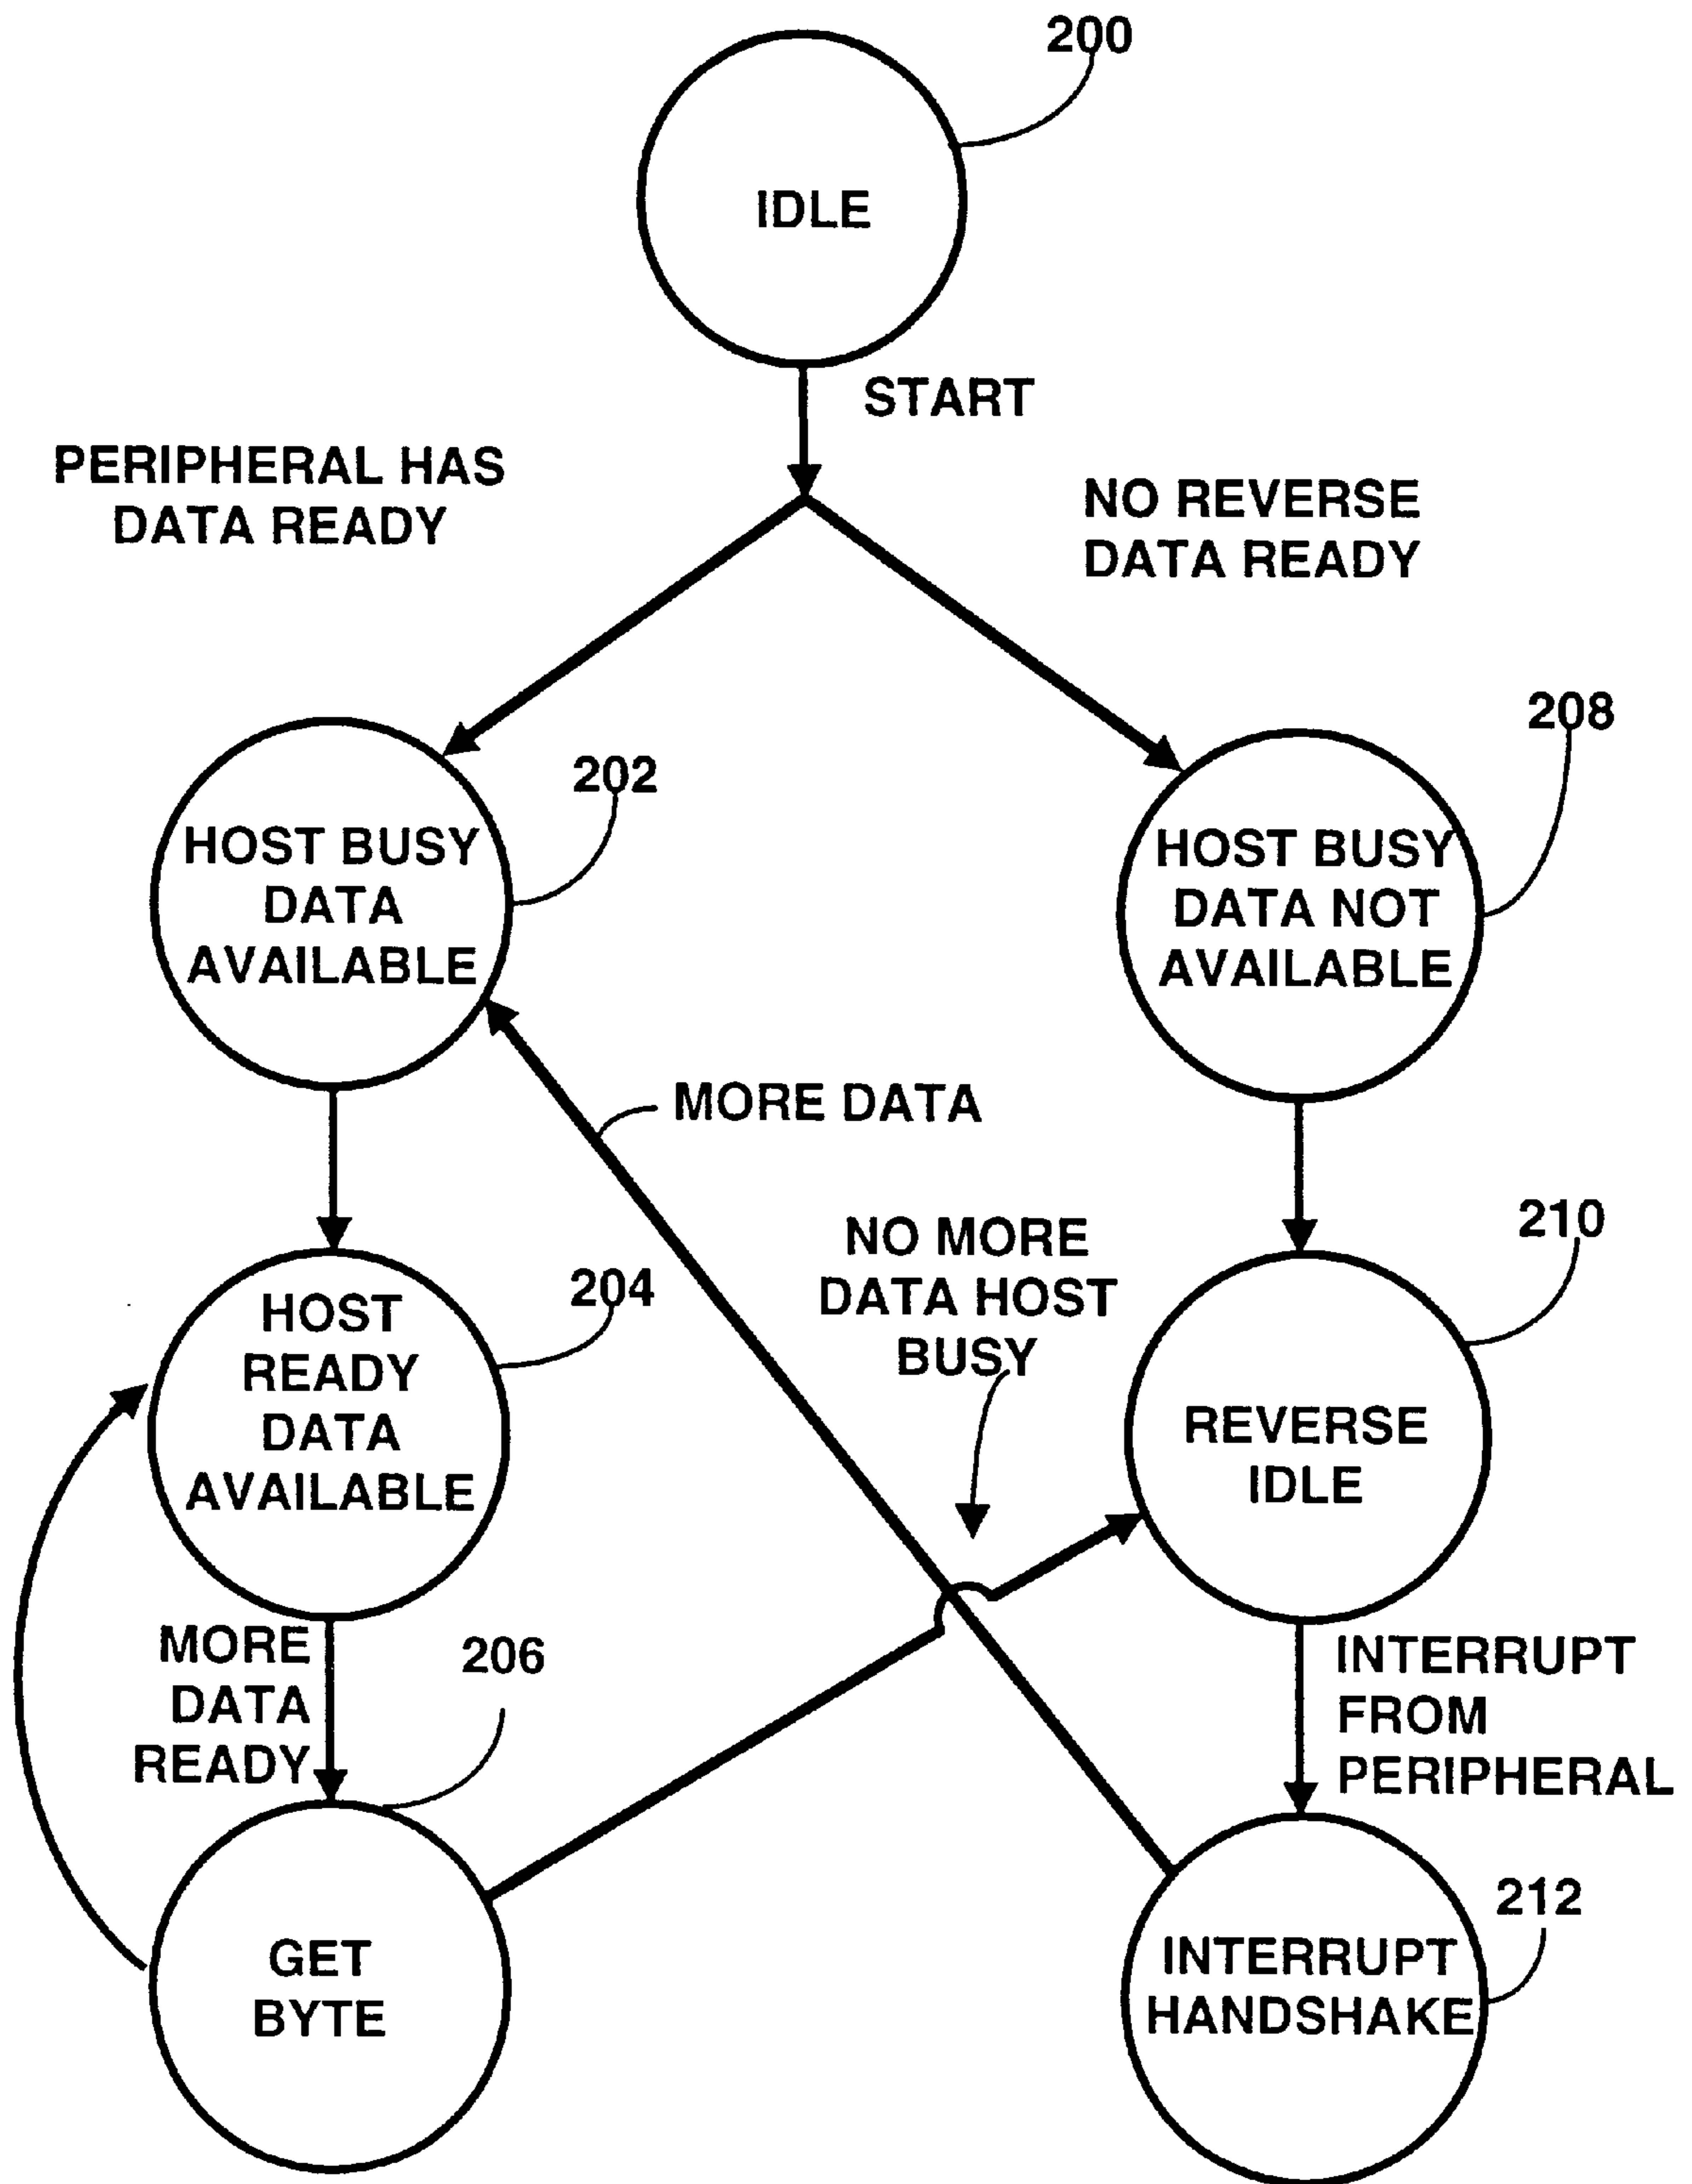 200
IDLE
START
PERIPHERAL HAS
DATA READY
NO REVERSE
DATA READY
208
202
HOST BUSY
DATA
AVAILABLE
HOST BUSY
DATA NOT
AVAILABLE
MORE DATA
NO MORE
DATA HOST
BUSY
210
204
HOST
READY
DATA
AVAILABLE
REVERSE
IDLE
MORE
DATA
READY
206
INTERRUPT
FROM
PERIPHERAL
212
GET
BYTE
INTERRUPT
HANDSHAKE